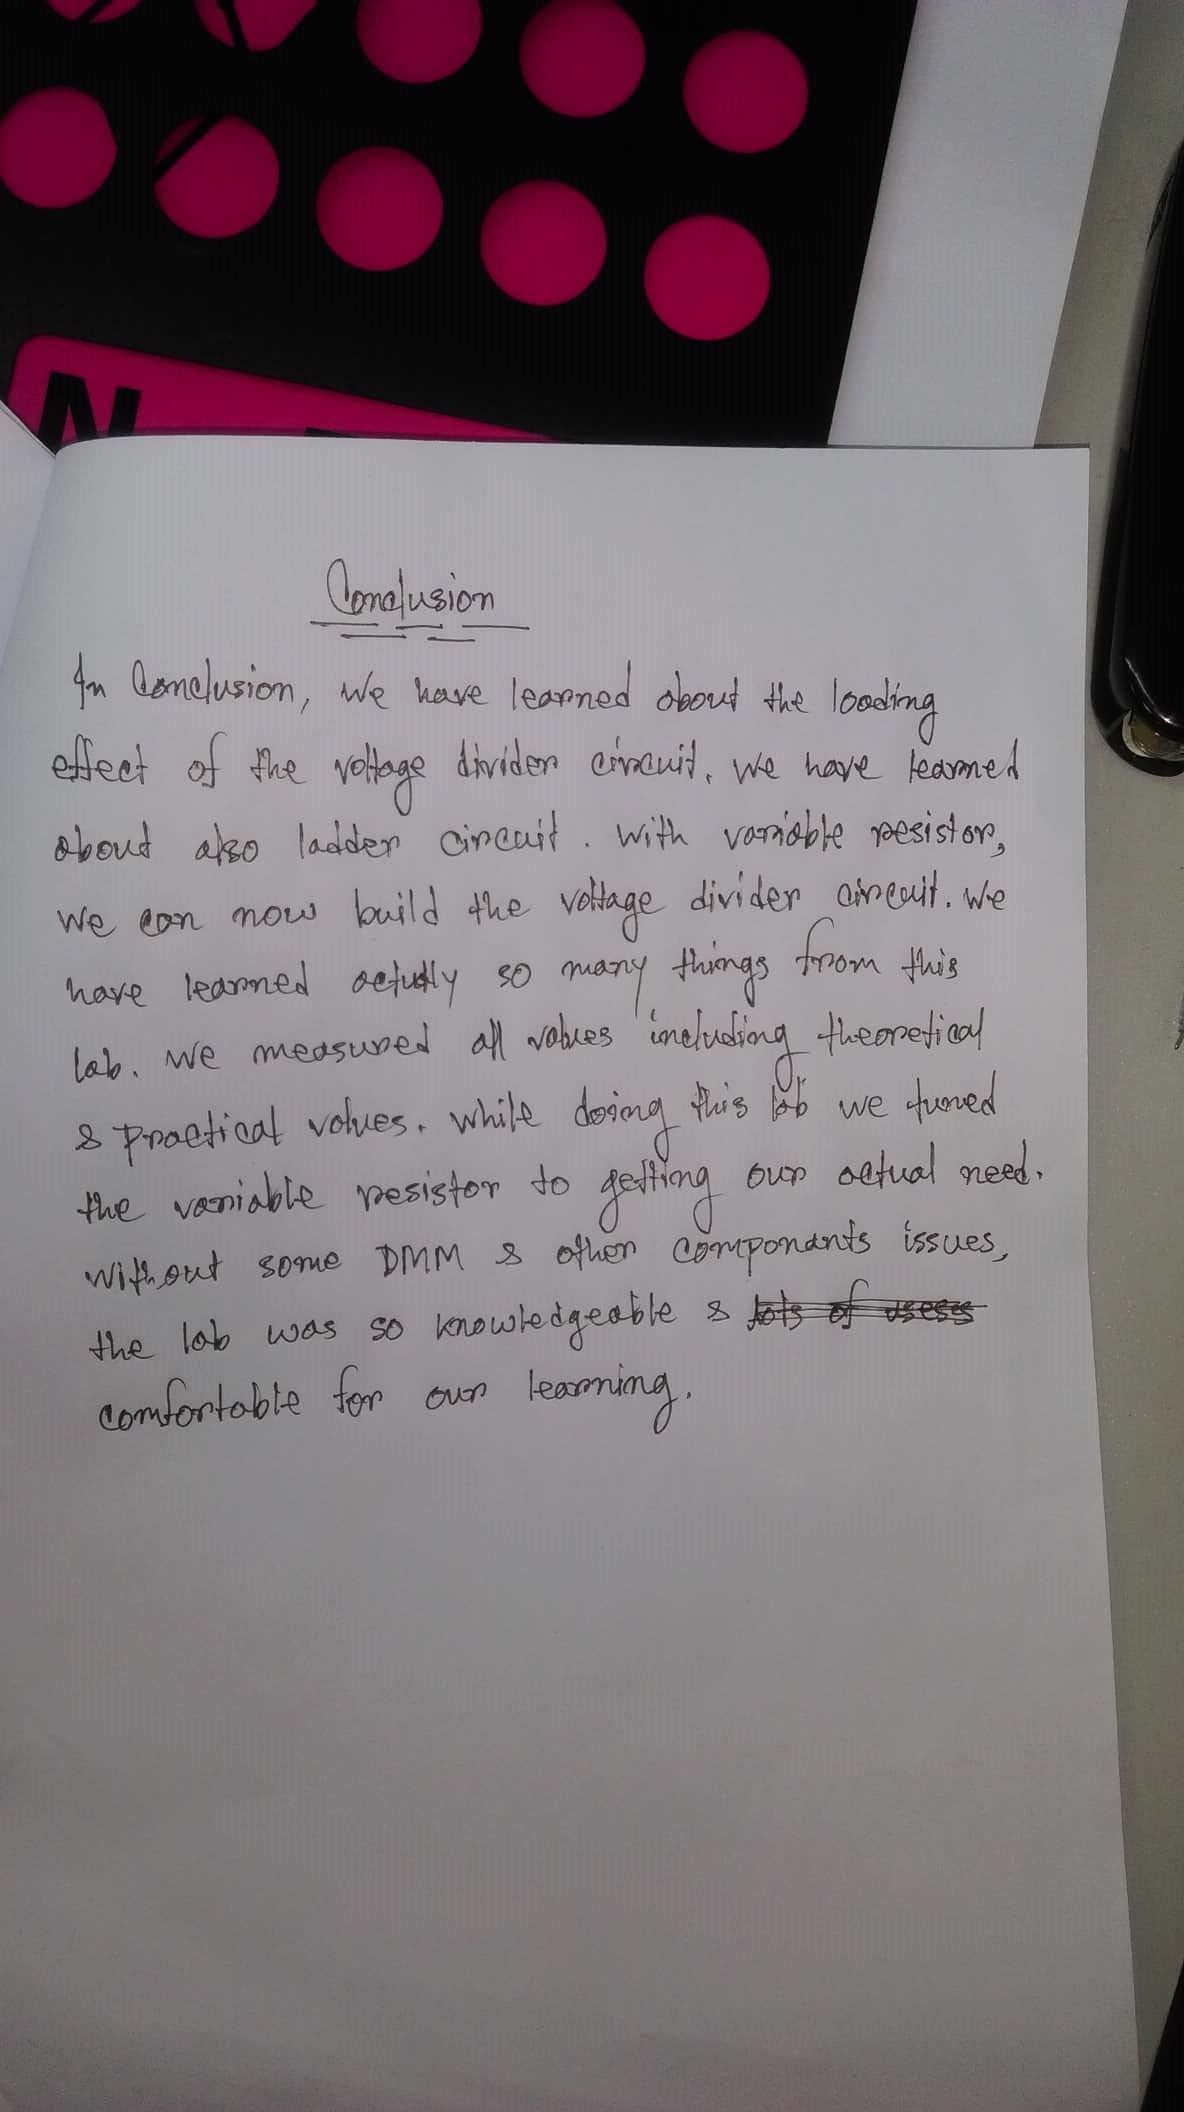 N
Conclusion
In Conclusion, we have learned about the loading
effect of the voltage divider circuit. we have learned
about also ladder circuit. with variable resistor,
we can now build the voltage divider circuit. we
have learned actully so many things from this
lab. we measured all values including theoretical
& practical values. while doing this lab we tuned
the variable resistor to getting our actual need.
without some DMM & other componants issues,
the lab was so knowledgeable & lots of
comfortable for our learning.